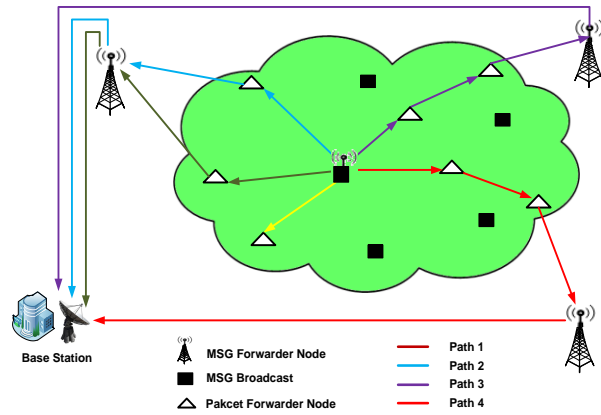 Base Station
MSG Forwarder Node
MSG Broadcast
Pakcet Forwarder Node
Path 1
Path 2
Path 3
Path 4